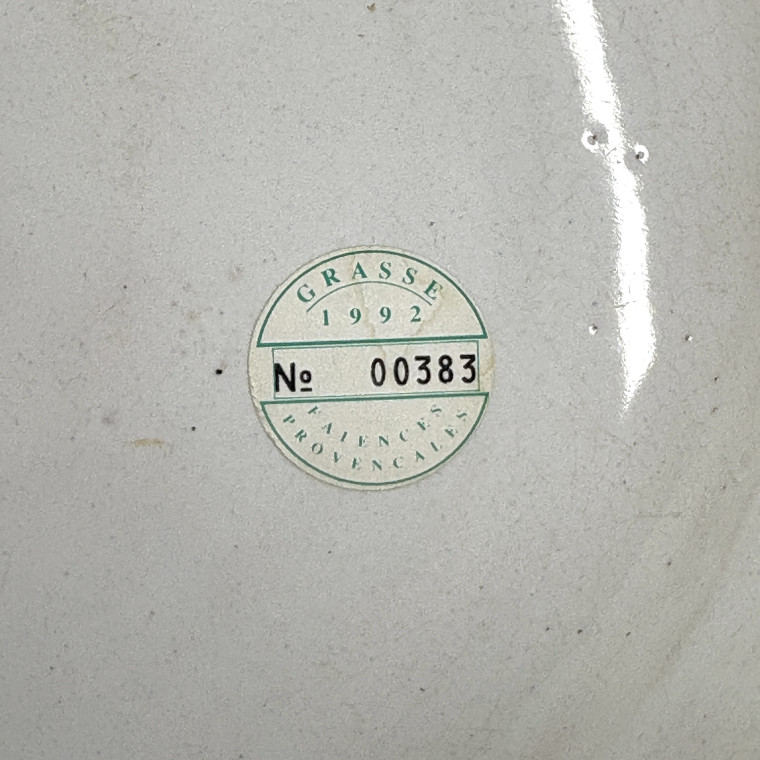 GRASSE
1992
Nº 00383
FAIENCES
PROVENCALES